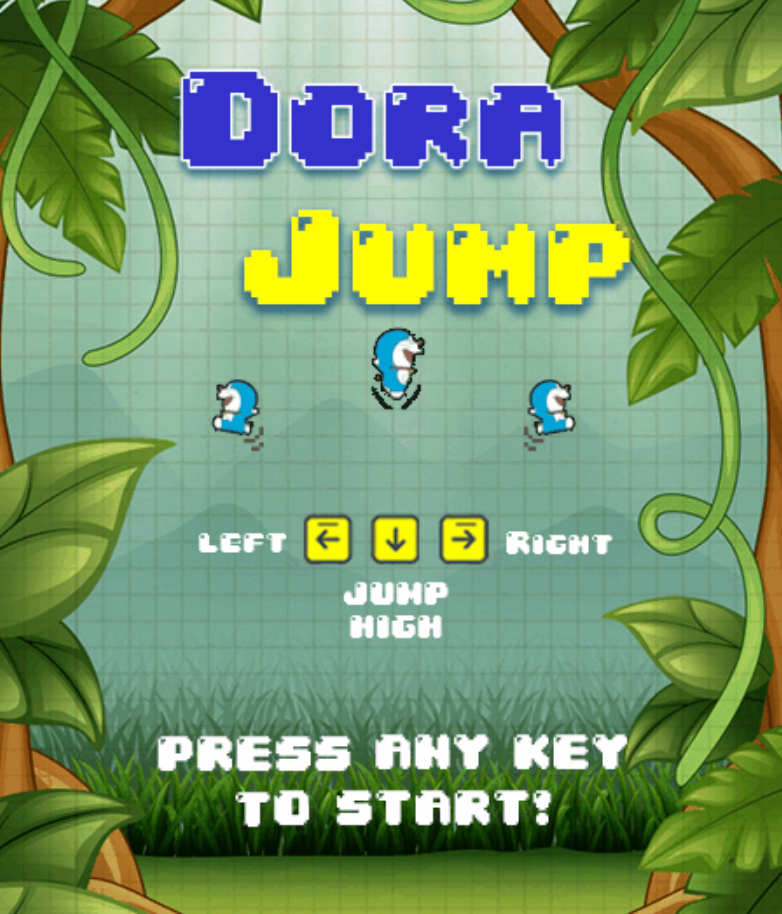 DORA
JUMP
LEFT ← ↓ → RIGHT
JUMP
HIGH
PRESS ANY KEY
TO START!